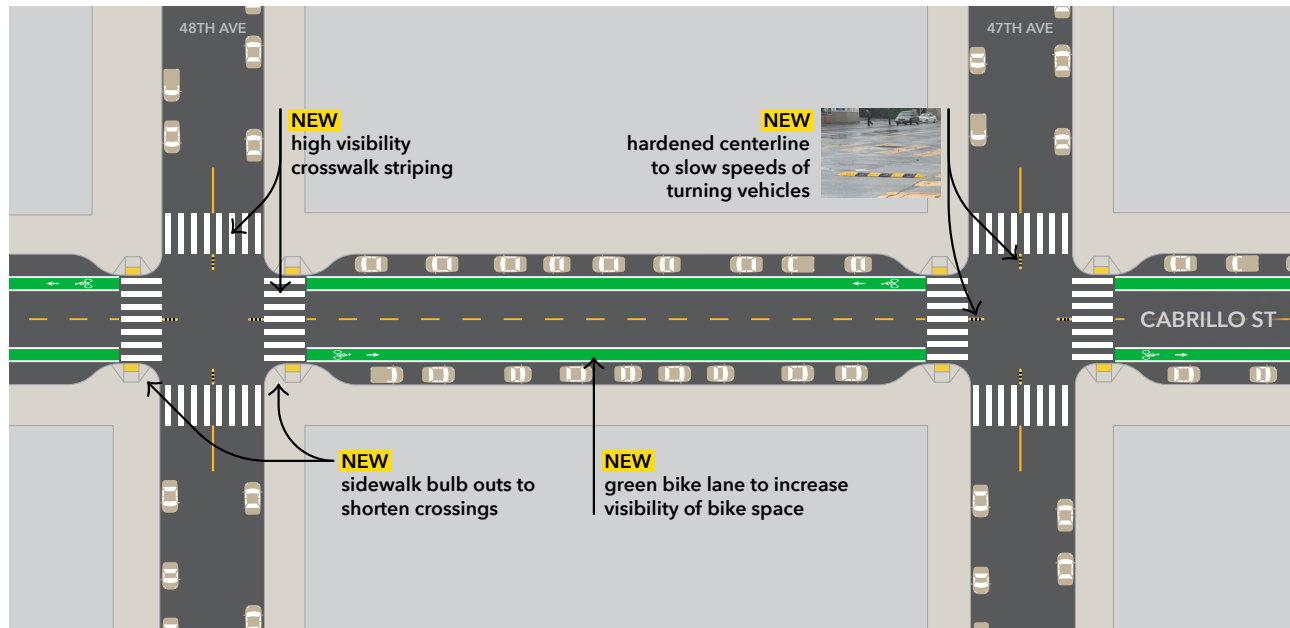 48TH AVE
47TH AVE
NEW
high visibility
crosswalk striping
NEW
hardened centerline
to slow speeds of
turning vehicles
CABRILLO ST
NEW
sidewalk bulb outs to
shorten crossings
NEW
green bike lane to increase
visibility of bike space